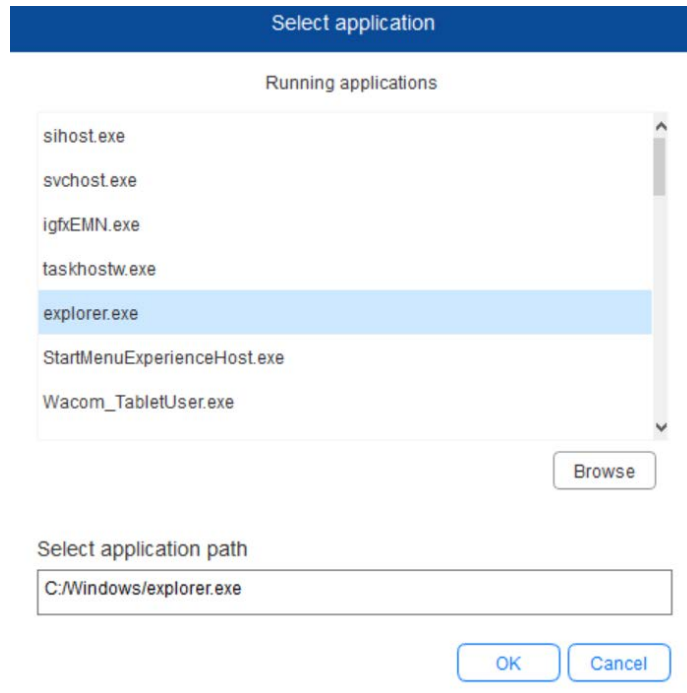 Select application
Running applications
sihost.exe
svchost.exe
igfxEMN.exe
taskhostw.exe
explorer.exe
StartMenuExperienceHost.exe
Wacom_TabletUser.exe
Browse
Select application path
C:/Windows/explorer.exe
OK
Cancel